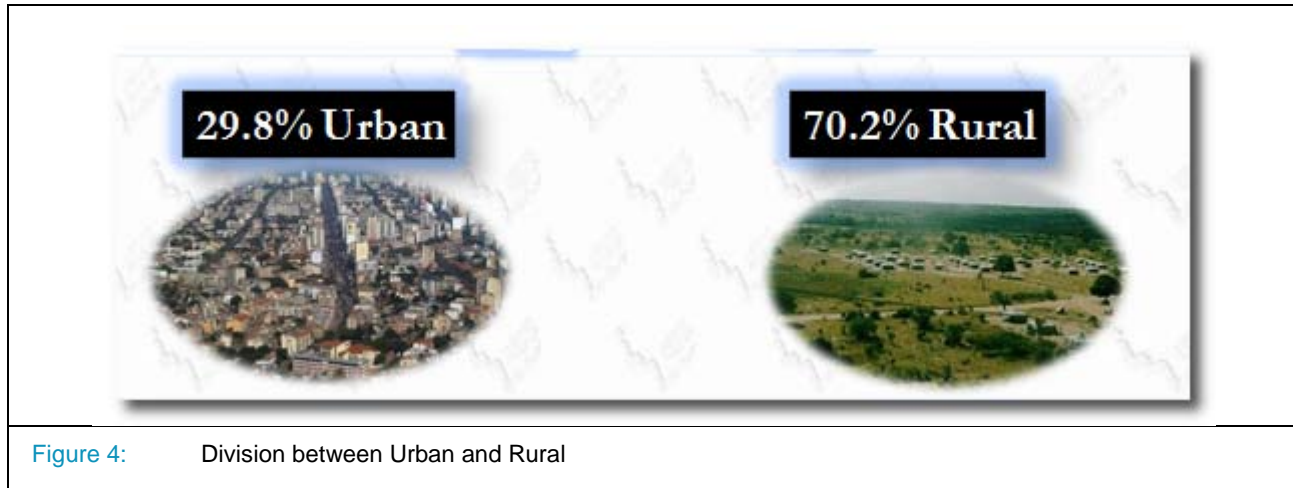 29.8% Urban
70.2% Rural
Figure 4: Division between Urban and Rural